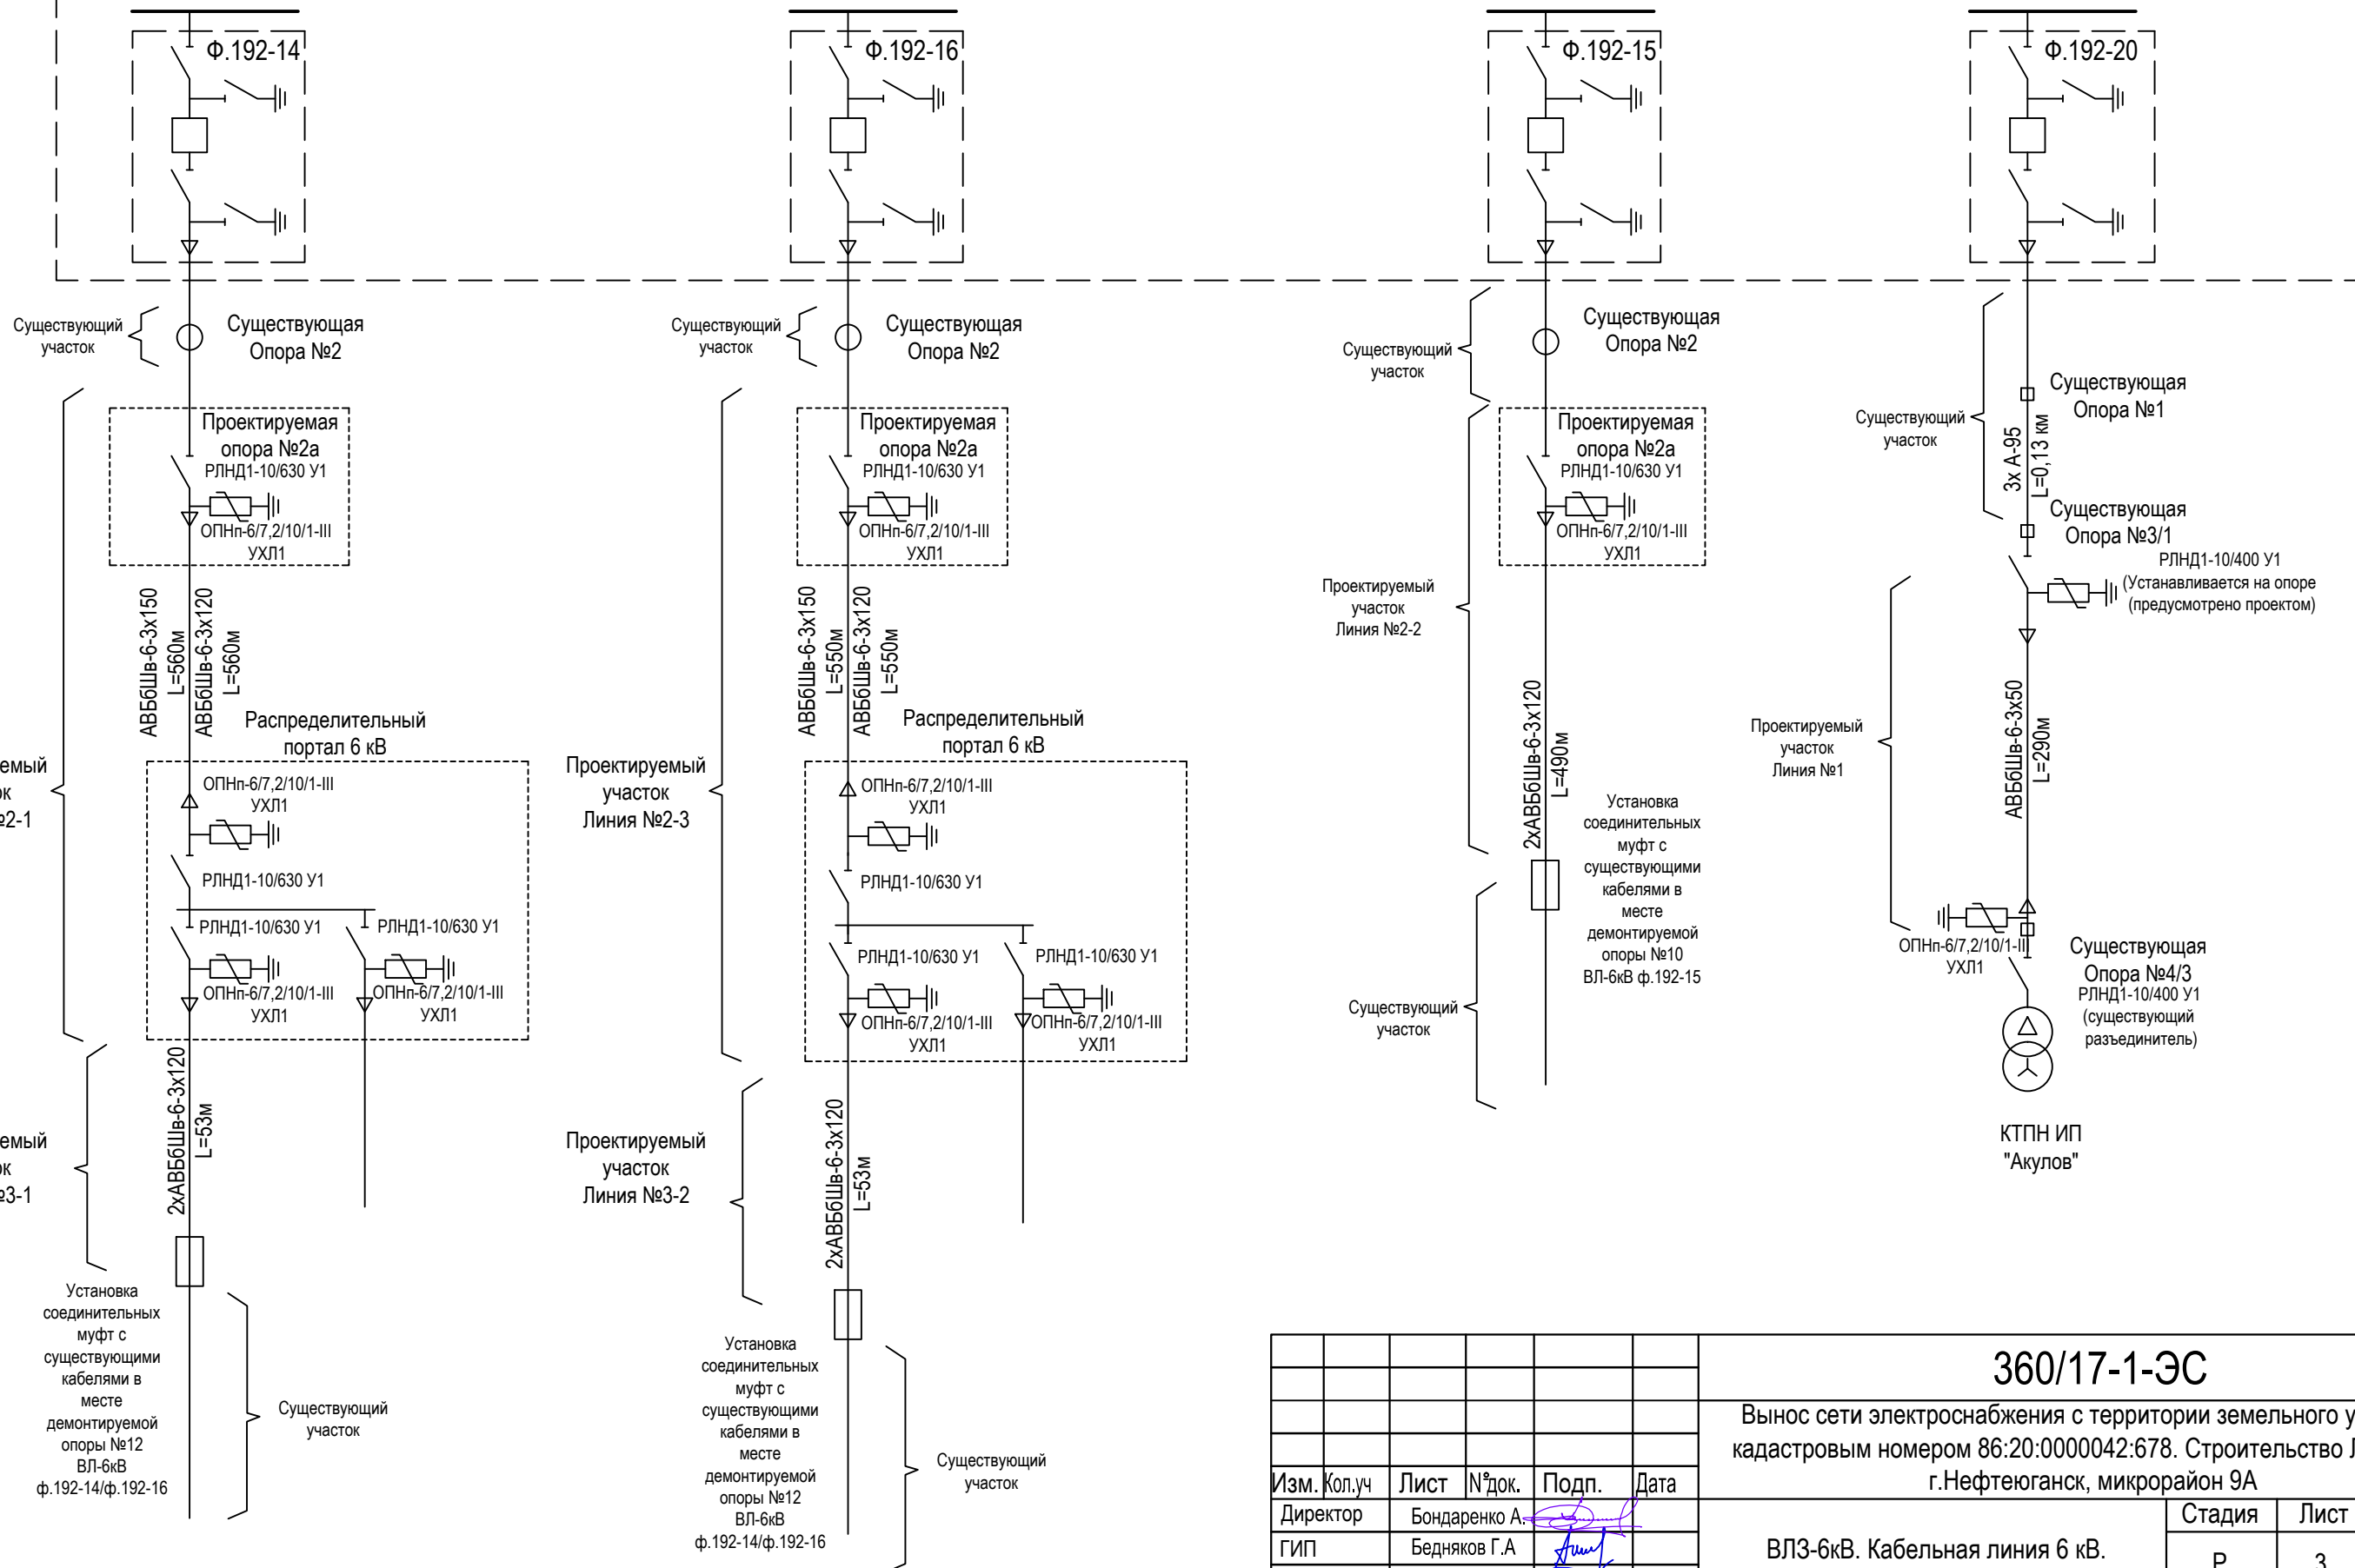 Ф.192-14
Существующий
участок
Существующая
Опора №2
Проектируемая
опора №2а
РЛНД1-10/630 У1
ОПНп-6/7,2/10/1-III
УХЛ1
АВБбШв-6-3х150
L=560м
АВБбШв-6-3х120
L=560м
Распределительный
портал 6 кВ
ОПНп-6/7,2/10/1-III
УХЛ1
РЛНД1-10/630 У1
РЛНД1-10/630 У1
РЛНД1-10/630 У1
ОПНп-6/7,2/10/1-III
УХЛ1
ОПНп-6/7,2/10/1-III
УХЛ1
2хАВБбШв-6-3х120
L=53м
Установка
соединительных
муфт с
существующими
кабелями в
месте
демонтируемой
опоры №12
ВЛ-6кВ
ф.192-14/ф.192-16
Существующий
участок
Ф.192-16
Существующий
участок
Существующая
Опора №2
Проектируемая
опора №2а
РЛНД1-10/630 У1
ОПНп-6/7,2/10/1-III
УХЛ1
АВБбШв-6-3х150
L=550м
АВБбШв-6-3х120
L=550м
Распределительный
портал 6 кВ
Проектируемый
участок
Линия №2-3
ОПНп-6/7,2/10/1-III
УХЛ1
РЛНД1-10/630 У1
РЛНД1-10/630 У1
РЛНД1-10/630 У1
ОПНп-6/7,2/10/1-III
УХЛ1
ОПНп-6/7,2/10/1-III
УХЛ1
Проектируемый
участок
Линия №3-2
2хАВБбШв-6-3х120
L=53м
Установка
соединительных
муфт с
существующими
кабелями в
месте
демонтируемой
опоры №12
ВЛ-6кВ
ф.192-14/ф.192-16
Существующий
участок
Ф.192-15
Существующий
участок
Существующая
Опора №2
Проектируемая
опора №2а
РЛНД1-10/630 У1
ОПНп-6/7,2/10/1-III
УХЛ1
Проектируемый
участок
Линия №2-2
2хАВБбШв-6-3х120
L=490м
Установка
соединительных
муфт с
существующими
кабелями в
месте
демонтируемой
опоры №10
ВЛ-6кВ ф.192-15
Существующий
участок
Ф.192-20
Существующий
участок
Существующая
Опора №1
3х А-95
L=0,13 км
Существующая
Опора №3/1
РЛНД1-10/400 У1
(Устанавливается на опоре
(предусмотрено проектом)
Проектируемый
участок
Линия №1
АВБбШв-6-3х50
L=290м
ОПНп-6/7,2/10/1-III
УХЛ1
Существующая
Опора №4/3
РЛНД1-10/400 У1
(существующий
разъединитель)
КТПН ИП
"Акулов"
360/17-1-ЭС
Вынос сети электроснабжения с территории земельного
кадастровым номером 86:20:0000042:678. Строительство
г.Нефтеюганск, микрорайон 9А
Изм. Кол.уч Лист №док. Подп. Дата
Директор Бондаренко А.
ГИП Бедняков Г.А
ВЛЗ-6кВ. Кабельная линия 6 кВ.
Стадия Лист
Р 3